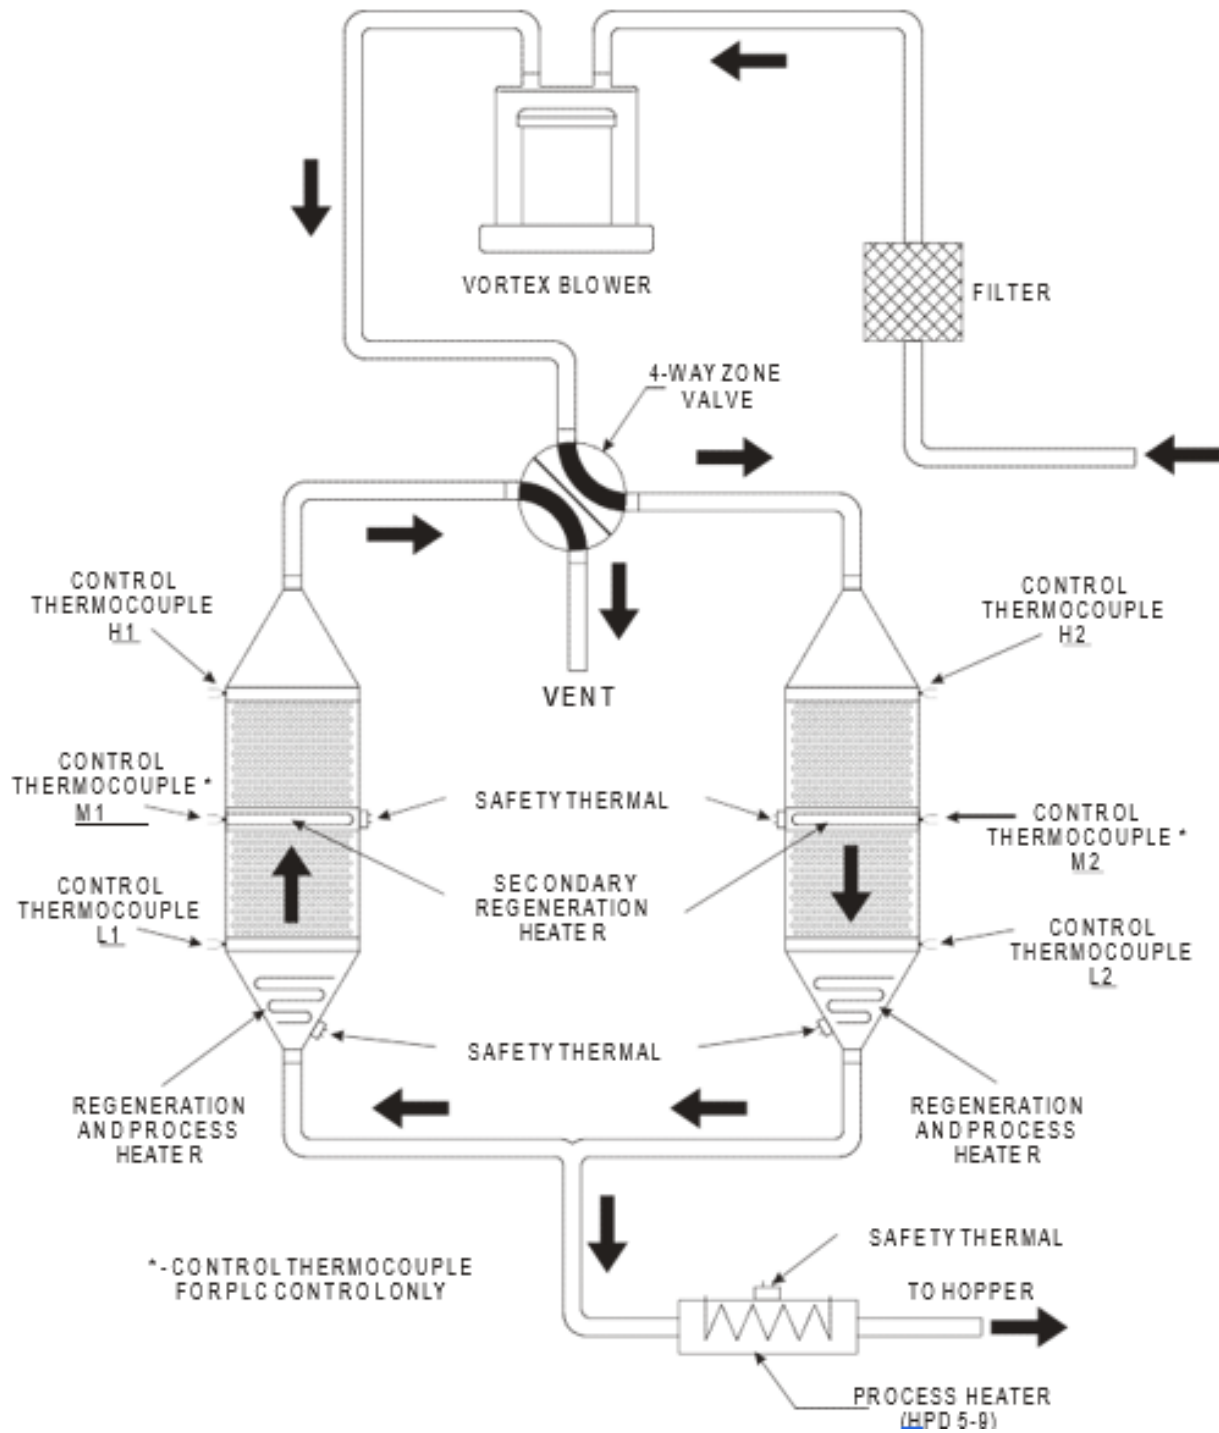 VORTEX BLOWER
FILTER
4-WAY ZONE
VALVE
CONTROL
THERMOCOUPLE
H1
CONTROL
THERMOCOUPLE
H2
VENT
CONTROL
THERMOCOUPLE *
M1
SAFETY THERMAL
CONTROL
THERMOCOUPLE *
M2
CONTROL
THERMOCOUPLE
L1
SECONDARY
REGENERATION
HEATER
CONTROL
THERMOCOUPLE
L2
SAFETY THERMAL
REGENERATION
AND PROCESS
HEATER
REGENERATION
AND PROCESS
HEATER
*- CONTROL THERMOCOUPLE
FOR PLC CONTROL ONLY
SAFETY THERMAL
TO HOPPER
PROCESS HEATER
(HPD 5-9)